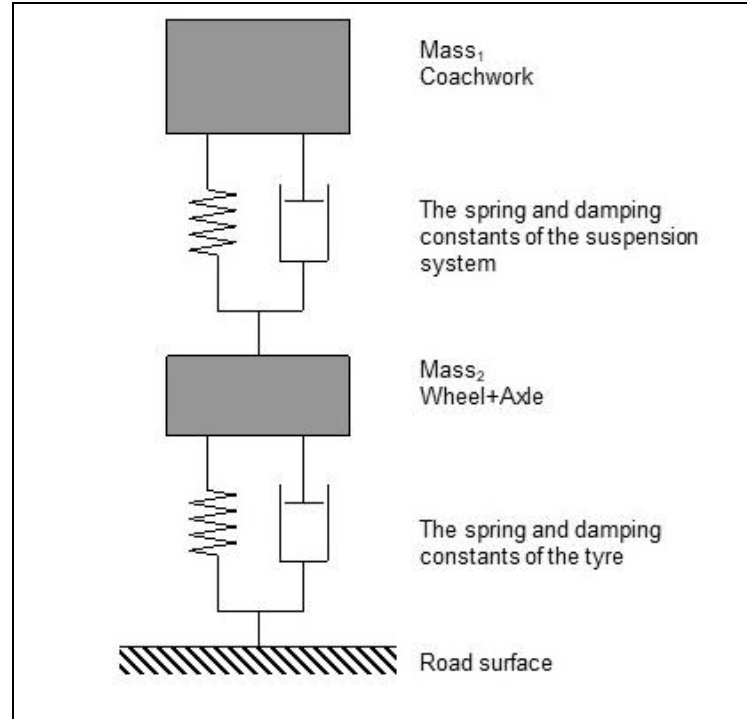 Mass₁
Coachwork
The spring and damping
constants of the suspension
system
Mass₂
Wheel+Axle
The spring and damping
constants of the tyre
Road surface